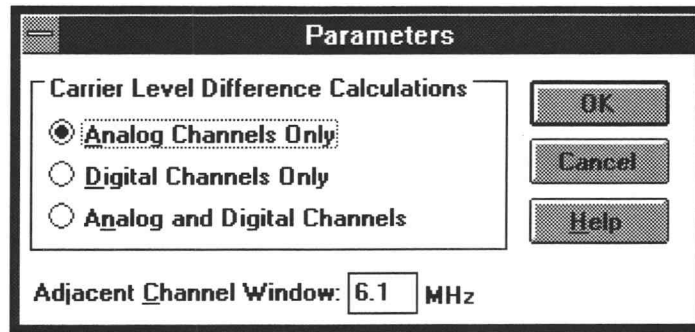 Parameters
Carrier Level Difference Calculations
Analog Channels Only
Digital Channels Only
Analog and Digital Channels
OK
Cancel
Help
Adjacent Channel Window: 6.1 MHz